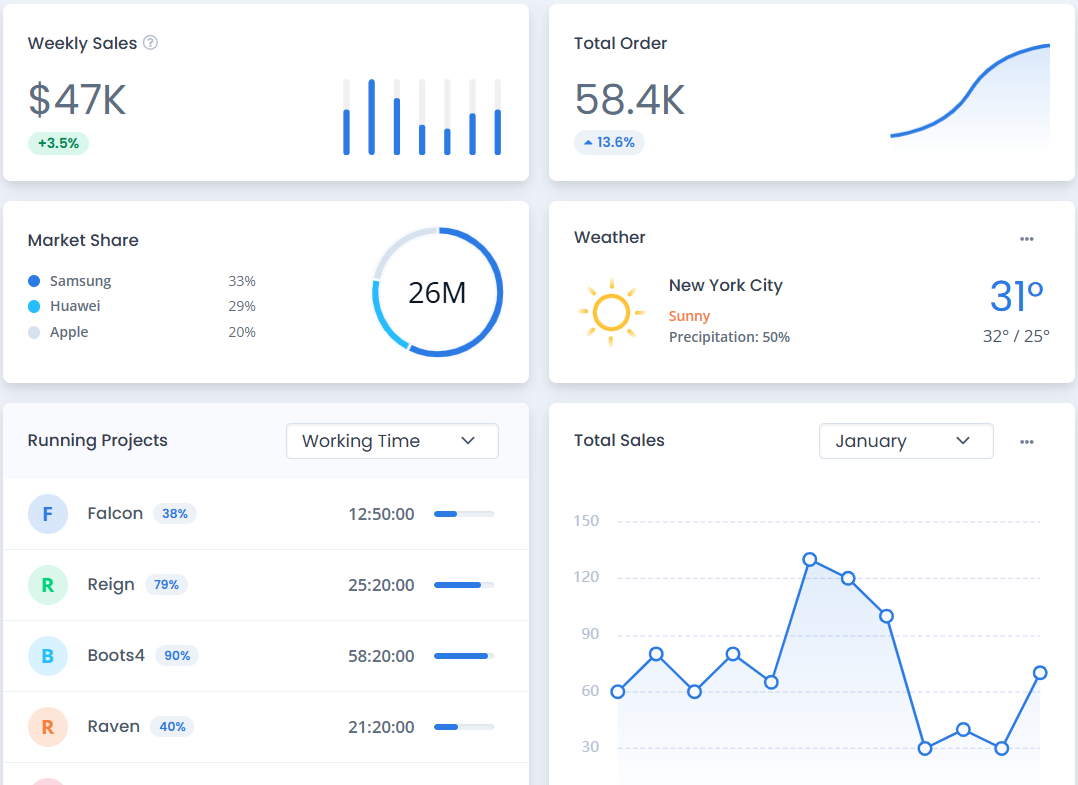 Weekly Sales ?
$47K
+3.5%
Total Order
58.4K
13.6%
Market Share
Samsung 33%
Huawei 29%
Apple 20%
26M
Weather
New York City
Sunny
Precipitation: 50%
31°
32° / 25°
Running Projects
Working Time
F Falcon 38% 12:50:00
R Reign 79% 25:20:00
B Boots4 90% 58:20:00
R Raven 40% 21:20:00
Total Sales
January
150
120
90
60
30